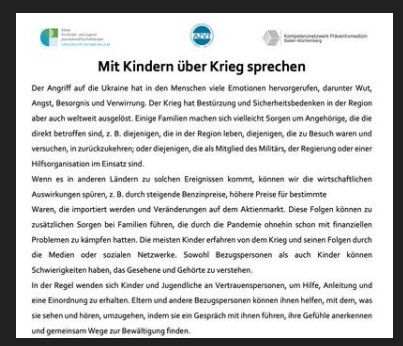 Kompetenznetzwerk Präventivmedizin
Baden-Württemberg
Mit Kindern über Krieg sprechen
Der Angriff auf die Ukraine hat in den Menschen viele Emotionen hervorgerufen, darunter Wut,
Angst, Besorgnis und Verwirrung. Der Krieg hat Bestürzung und Sicherheitsbedenken in der Region
aber auch weltweit ausgelöst. Einige Familien machen sich vielleicht Sorgen um Angehörige, die die
direkt betroffen sind, z. B. diejenigen, die in der Region leben, diejenigen, die zu Besuch waren und
versuchen, in zurückzukehren; oder diejenigen, die als Mitglied des Militärs, der Regierung oder einer
Hilfsorganisation im Einsatz sind.
Wenn es in anderen Ländern zu solchen Ereignissen kommt, können wir die wirtschaftlichen
Auswirkungen spüren, z. B. durch steigende Benzinpreise, höhere Preise für bestimmte
Waren, die importiert werden und Veränderungen auf dem Aktienmarkt. Diese Folgen können zu
zusätzlichen Sorgen bei Familien führen, die durch die Pandemie ohnehin schon mit finanziellen
Problemen zu kämpfen hatten. Die meisten Kinder erfahren von dem Krieg und seinen Folgen durch
die Medien oder sozialen Netzwerke. Sowohl Bezugspersonen als auch Kinder können
Schwierigkeiten haben, das Gesehene und Gehörte zu verstehen.
In der Regel wenden sich Kinder und Jugendliche an Vertrauenspersonen, um Hilfe, Anleitung und
eine Einordnung zu erhalten. Eltern und andere Bezugspersonen können ihnen helfen, mit dem, was
sie sehen und hören, umzugehen, indem sie ein Gespräch mit ihnen führen, ihre Gefühle anerkennen
und gemeinsam Wege zur Bewältigung finden.